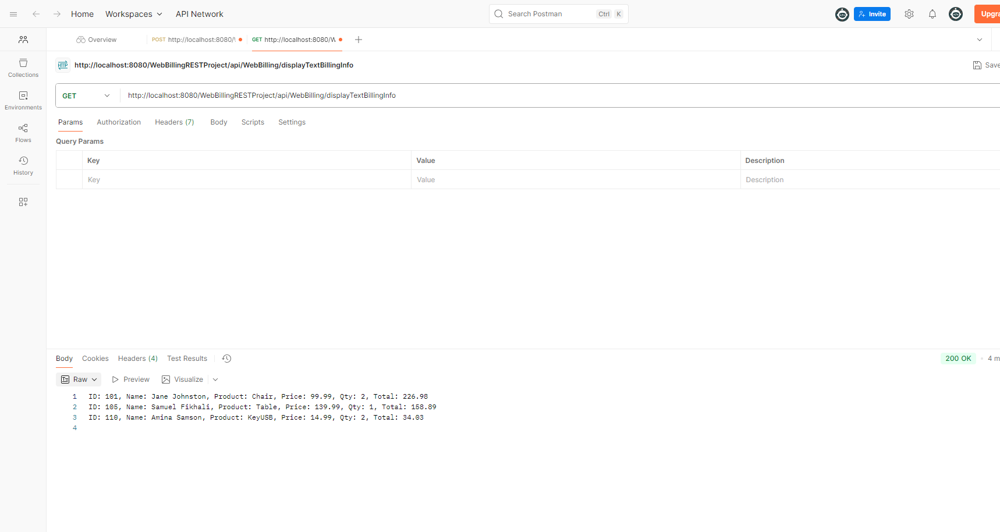 Home Workspaces API Network Search Postman Ctrl K Invite Upgra
Overview POST http://localhost:8080/\ GET http://localhost:8080/W
HTTP http://localhost:8080/WebBillingRESTProject/api/WebBilling/displayTextBillingInfo Save
Collections
GET http://localhost:8080/WebBillingRESTProject/api/WebBilling/displayTextBillingInfo
Environments
Params Authorization Headers (7) Body Scripts Settings
Flows
Query Params
Key Value Description
History
Key Value Description
Body Cookies Headers (4) Test Results 200 OK • 4 m
Raw Preview Visualize
1 ID: 101, Name: Jane Johnston, Product: Chair, Price: 99.99, Qty: 2, Total: 226.98
2 ID: 105, Name: Samuel Fikhali, Product: Table, Price: 139.99, Qty: 1, Total: 158.89
3 ID: 110, Name: Amina Samson, Product: KeyUSB, Price: 14.99, Qty: 2, Total: 34.03
4